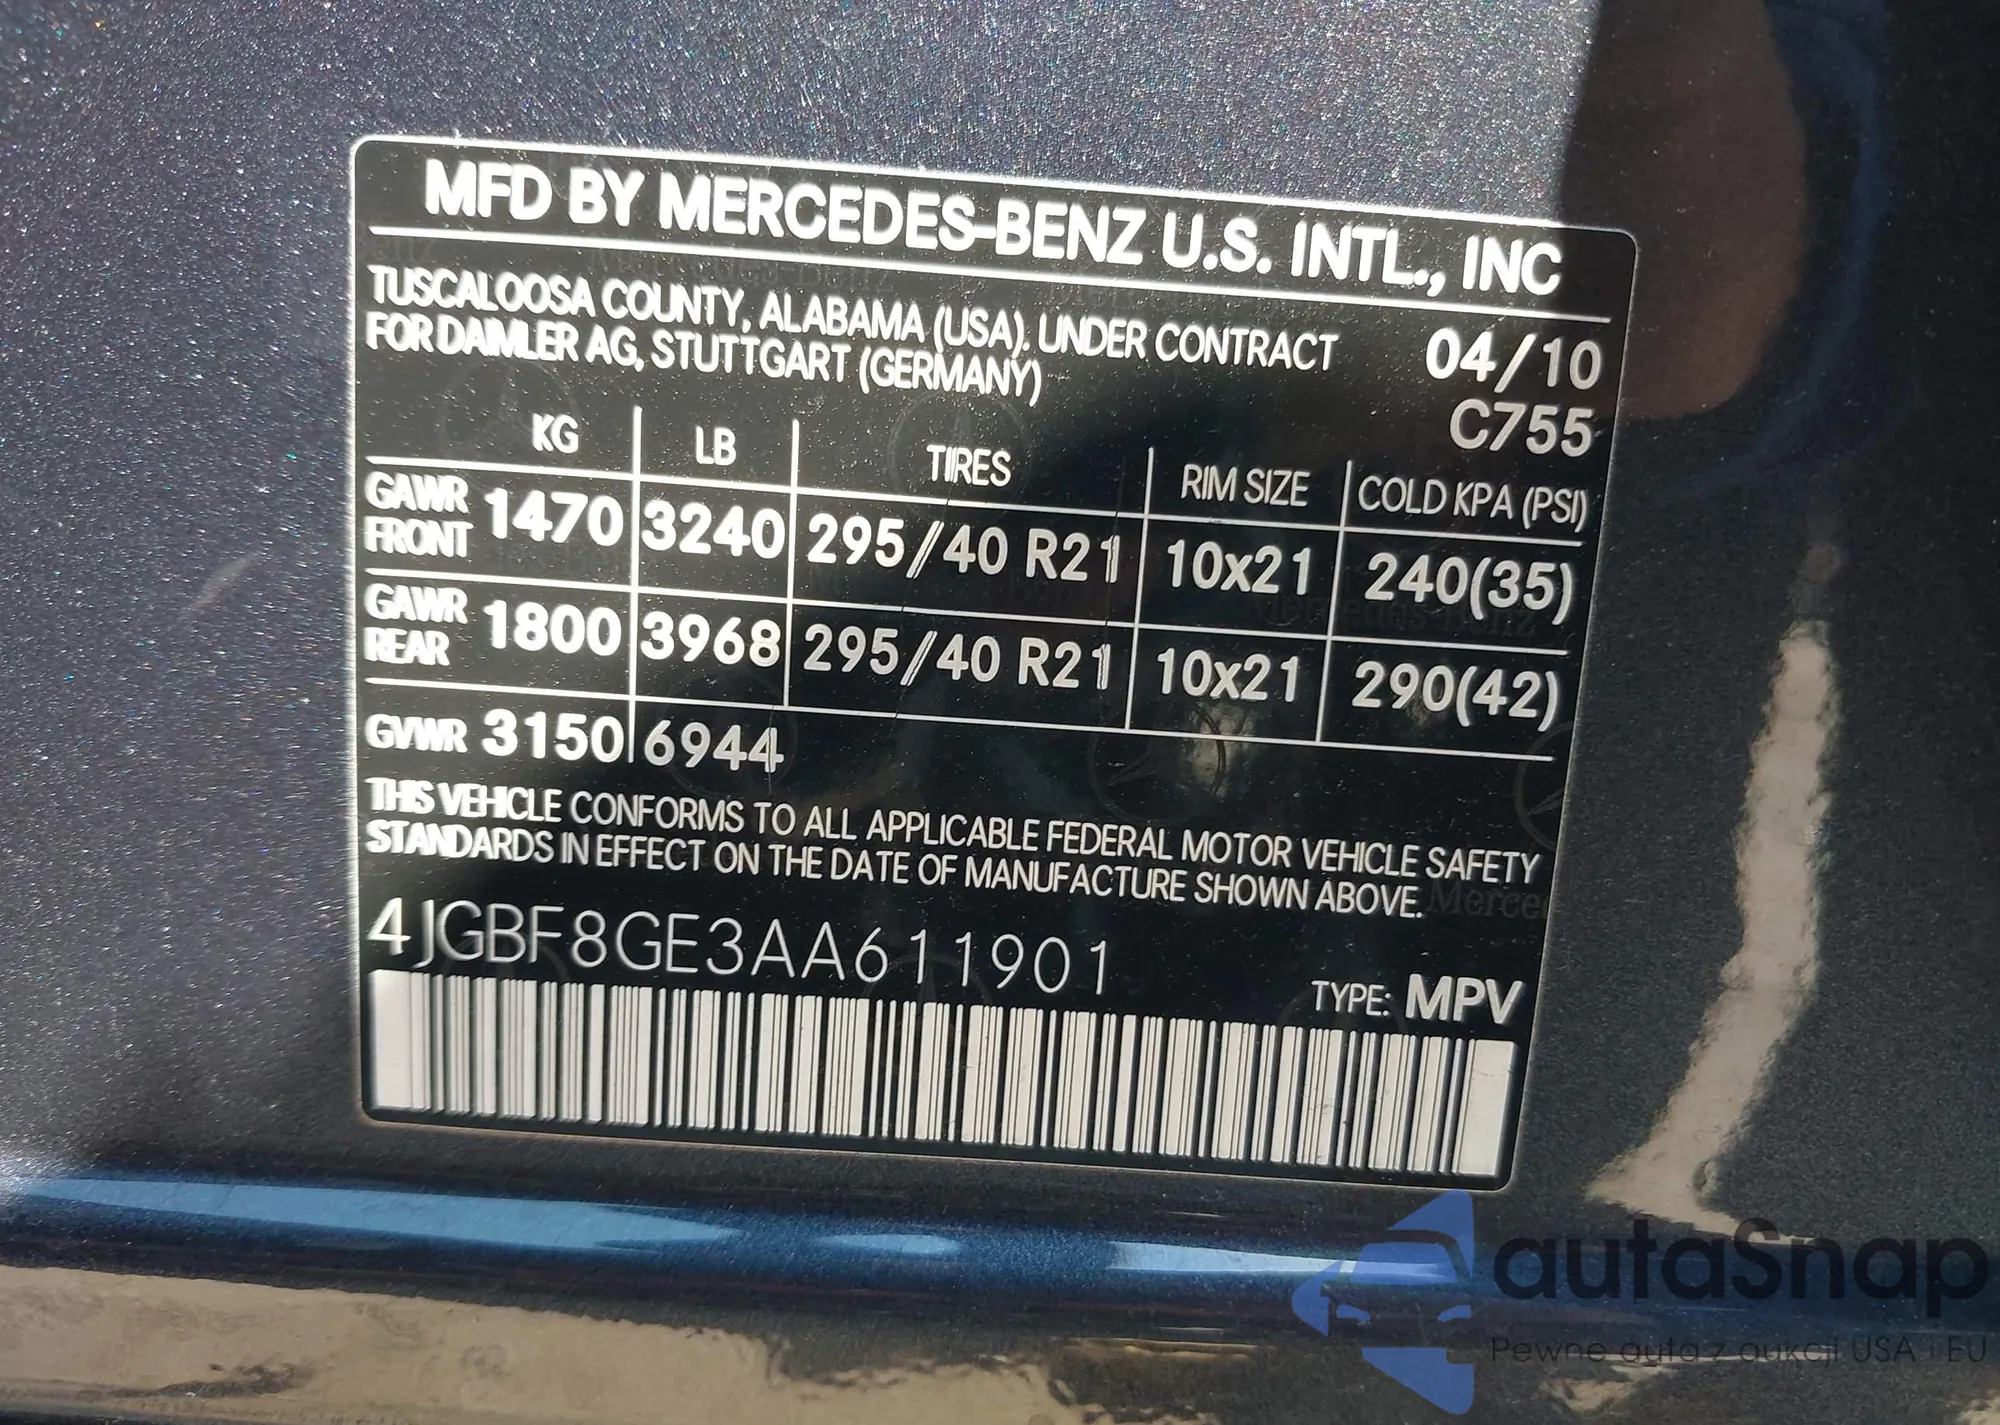 MFD BY MERCEDES-BENZ U.S. INTL., INC
TUSCALOOSA COUNTY, ALABAMA (USA). UNDER CONTRACT
FOR DAIMLER AG, STUTTGART (GERMANY)
04/10
C755
KG LB TIRES RIM SIZE COLD KPA (PSI)
GAWR FRONT 1470 3240 295/40 R21 10x21 240(35)
GAWR REAR 1800 3968 295/40 R21 10x21 290(42)
GVWR 3150 6944
THIS VEHICLE CONFORMS TO ALL APPLICABLE FEDERAL MOTOR VEHICLE SAFETY
STANDARDS IN EFFECT ON THE DATE OF MANUFACTURE SHOWN ABOVE.
4JGBF8GE3AA611901
TYPE: MPV
autaSnap
Pewne auta z aukcji USA i EU